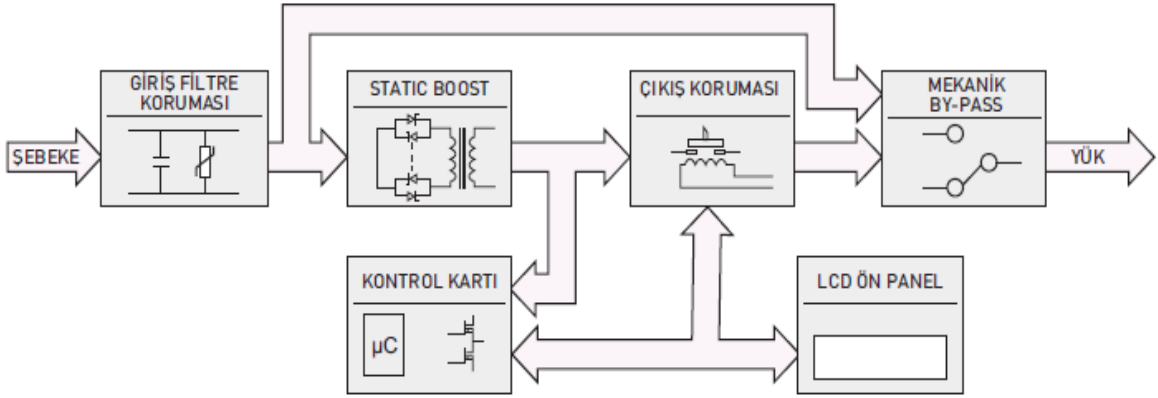 ŞEBEKE
GİRİŞ FİLTRE
KORUMASI
STATIC BOOST
ÇIKIŞ KORUMASI
MEKANİK
BY-PASS
YÜK
KONTROL KARTI
µC
LCD ÖN PANEL